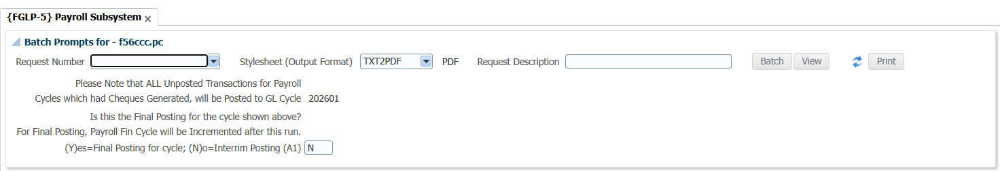 {FGLP-5} Payroll Subsystem x
Batch Prompts for - f56ccc.pc
Request Number Stylesheet (Output Format) TXT2PDF PDF Request Description Batch View Print
Please Note that ALL Unposted Transactions for Payroll
Cycles which had Cheques Generated, will be Posted to GL Cycle 202601
Is this the Final Posting for the cycle shown above?
For Final Posting, Payroll Fin Cycle will be Incremented after this run.
(Y)es=Final Posting for cycle; (N)o=Interrim Posting (A1) N